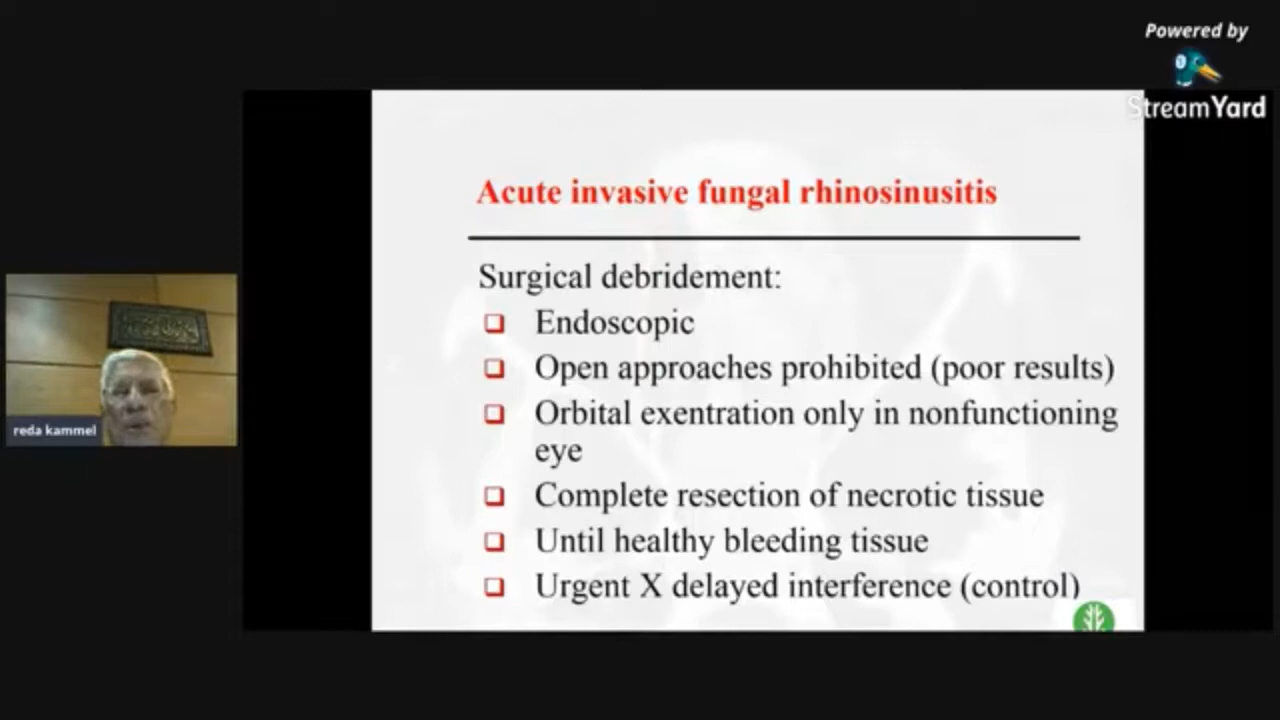 Powered by
StreamYard
Acute invasive fungal rhinosinusitis
Surgical debridement:
❑ Endoscopic
❑ Open approaches prohibited (poor results)
❑ Orbital exentration only in nonfunctioning
eye
❑ Complete resection of necrotic tissue
❑ Until healthy bleeding tissue
❑ Urgent X delayed interference (control)
reda kammel